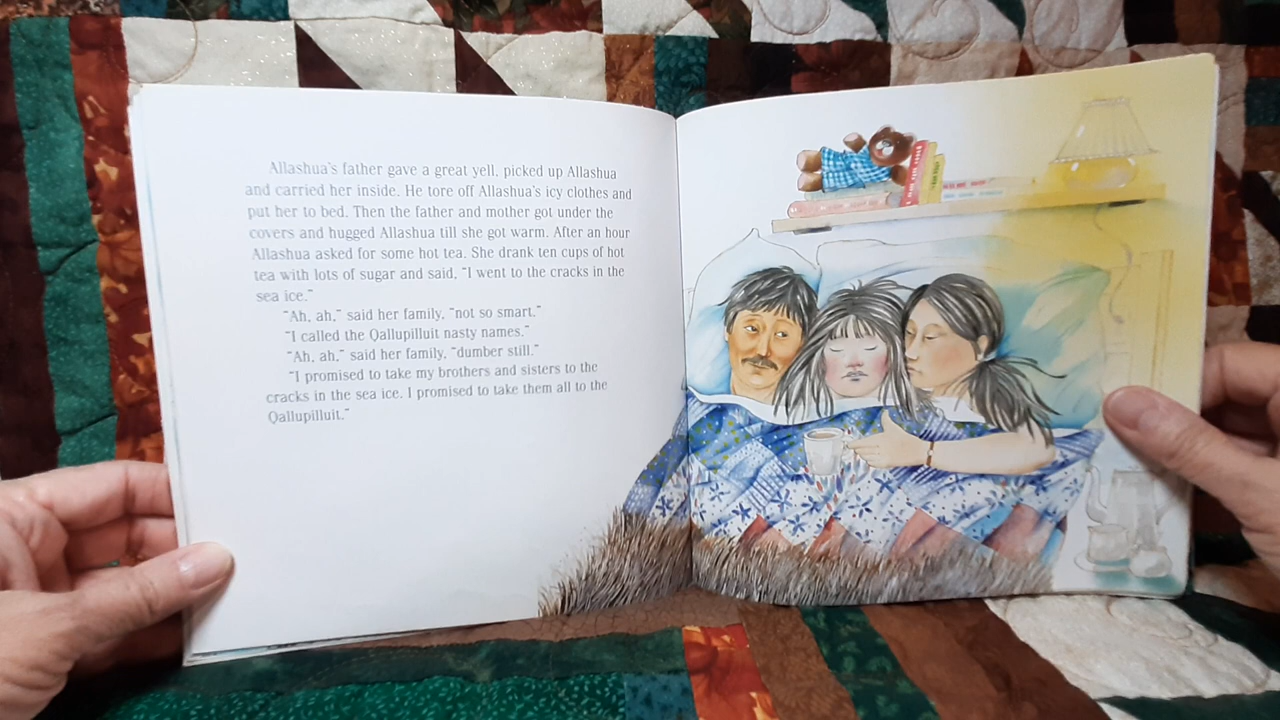 Allashua's father gave a great yell, picked up Allashua
and carried her inside. He tore off Allashua's icy clothes and
put her to bed. Then the father and mother got under the
covers and hugged Allashua till she got warm. After an hour
Allashua asked for some hot tea. She drank ten cups of hot
tea with lots of sugar and said, "I went to the cracks in the
sea ice."
"Ah, ah," said her family, "not so smart."
"I called the Qallupilluit nasty names."
"Ah, ah," said her family, "dumber still."
"I promised to take my brothers and sisters to the
cracks in the sea ice. I promised to take them all to the
Qallupilluit."